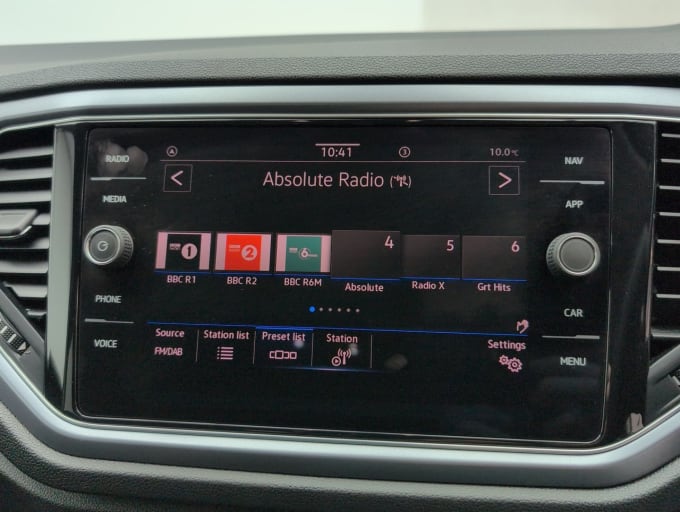 RADIO
MEDIA
PHONE
VOICE
10:41
3
10.0°C
< Absolute Radio >
1 2 6 4 5 6
BBC R1 BBC R2 BBC R6M Absolute Radio X Grt Hits
Source Station list Preset list Station Settings
FM/DAB
NAV
APP
CAR
MENU